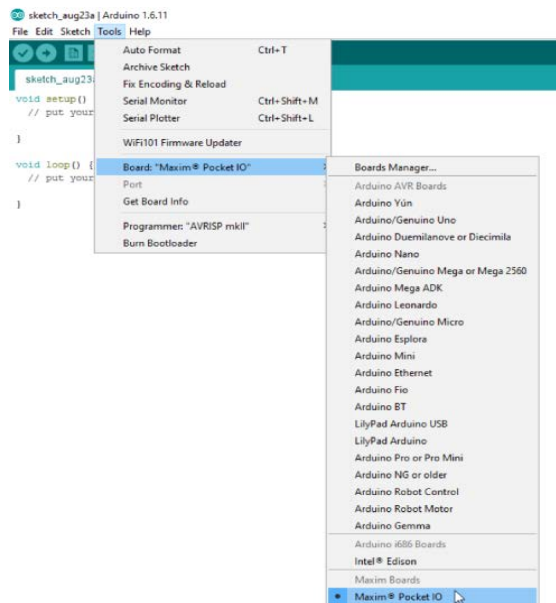 sketch_aug23a | Arduino 1.6.11
File Edit Sketch Tools Help
sketch_aug23
void setup()
// put your
}
void loop() {
// put your
}
Auto Format Ctrl+T
Archive Sketch
Fix Encoding & Reload
Serial Monitor Ctrl+Shift+M
Serial Plotter Ctrl+Shift+L
WiFi101 Firmware Updater
Board: "Maxim® Pocket IO"
Port
Get Board Info
Programmer: "AVRISP mkII"
Burn Bootloader
Boards Manager...
Arduino AVR Boards
Arduino Yún
Arduino/Genuino Uno
Arduino Duemilanove or Diecimila
Arduino Nano
Arduino/Genuino Mega or Mega 2560
Arduino Mega ADK
Arduino Leonardo
Arduino/Genuino Micro
Arduino Esplora
Arduino Mini
Arduino Ethernet
Arduino Fio
Arduino BT
LilyPad Arduino USB
LilyPad Arduino
Arduino Pro or Pro Mini
Arduino NG or older
Arduino Robot Control
Arduino Robot Motor
Arduino Gemma
Arduino i686 Boards
Intel® Edison
Maxim Boards
Maxim® Pocket IO